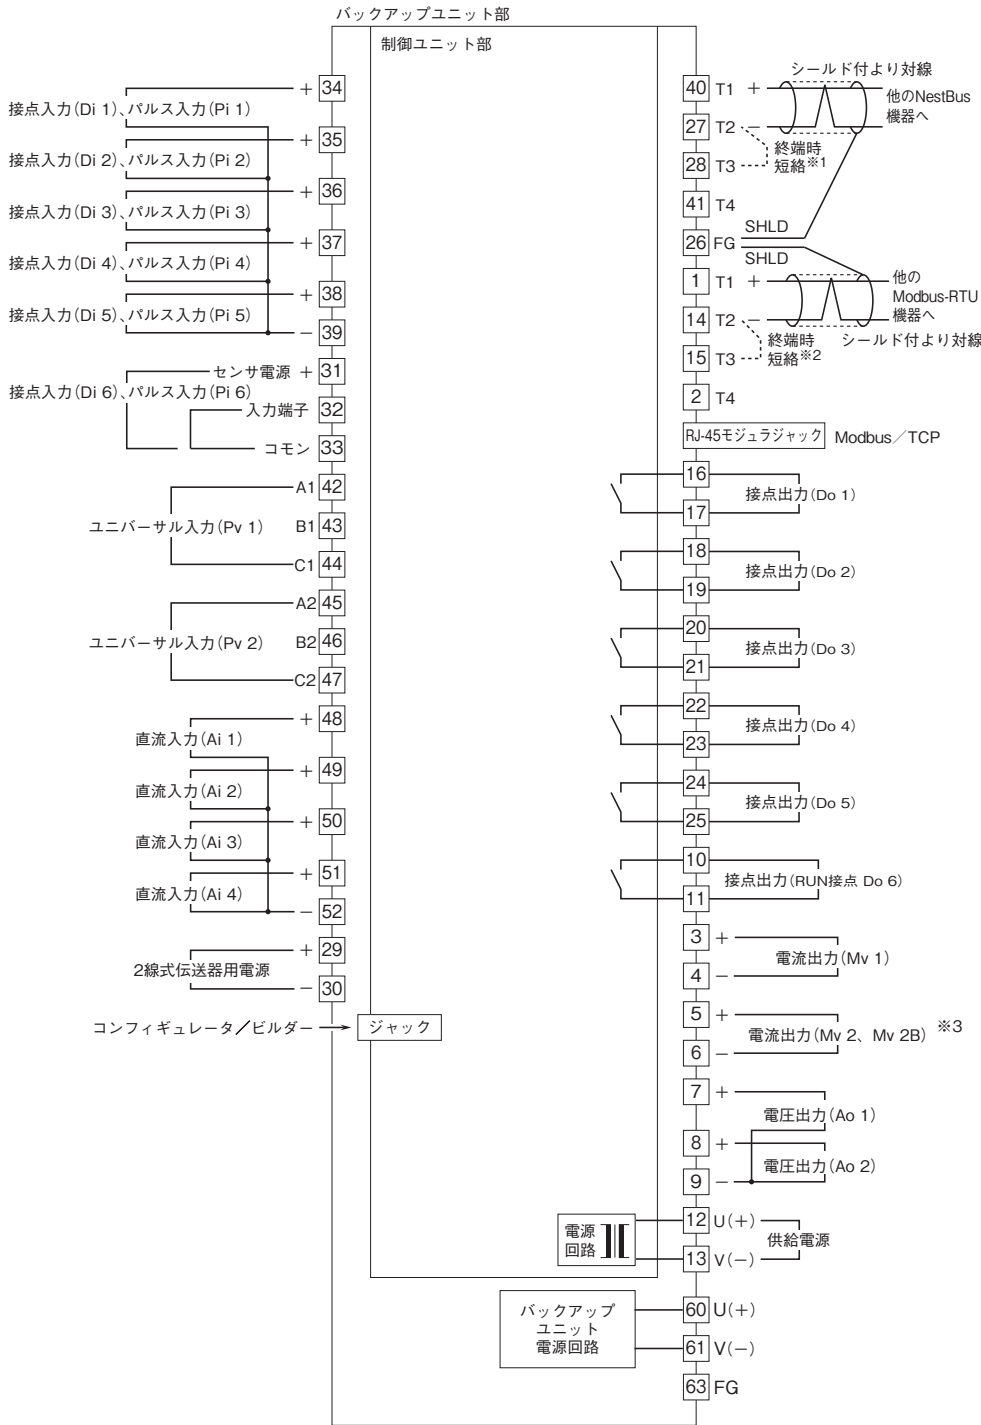 バックアップユニット部
制御ユニット部
接点入力(Di 1)、パルス入力(Pi 1)
+ 34
接点入力(Di 2)、パルス入力(Pi 2)
+ 35
接点入力(Di 3)、パルス入力(Pi 3)
+ 36
接点入力(Di 4)、パルス入力(Pi 4)
+ 37
接点入力(Di 5)、パルス入力(Pi 5)
+ 38
− 39
接点入力(Di 6)、パルス入力(Pi 6)
センサ電源 + 31
入力端子 32
コモン 33
ユニバーサル入力(Pv 1)
A1 42
B1 43
C1 44
ユニバーサル入力(Pv 2)
A2 45
B2 46
C2 47
直流入力(Ai 1)
+ 48
直流入力(Ai 2)
+ 49
直流入力(Ai 3)
+ 50
直流入力(Ai 4)
+ 51
− 52
2線式伝送器用電源
+ 29
− 30
コンフィギュレータ/ビルダー
ジャック
シールド付より対線
40 T1 +
他のNestBus
機器へ
27 T2 −
終端時
短絡※1
28 T3
41 T4
SHLD
26 FG
SHLD
1 T1 +
他の
Modbus-RTU
機器へ
14 T2 −
終端時
短絡※2
シールド付より対線
15 T3
2 T4
RJ-45モジュラジャック Modbus/TCP
16
接点出力(Do 1)
17
18
接点出力(Do 2)
19
20
接点出力(Do 3)
21
22
接点出力(Do 4)
23
24
接点出力(Do 5)
25
10
接点出力(RUN接点 Do 6)
11
3 +
電流出力(Mv 1)
4 −
5 +
電流出力(Mv 2、Mv 2B) ※3
6 −
7 +
電圧出力(Ao 1)
8 +
電圧出力(Ao 2)
9 −
電源
回路
12 U(+)
供給電源
13 V(−)
バックアップ
ユニット
電源回路
60 U(+)
61 V(−)
63 FG